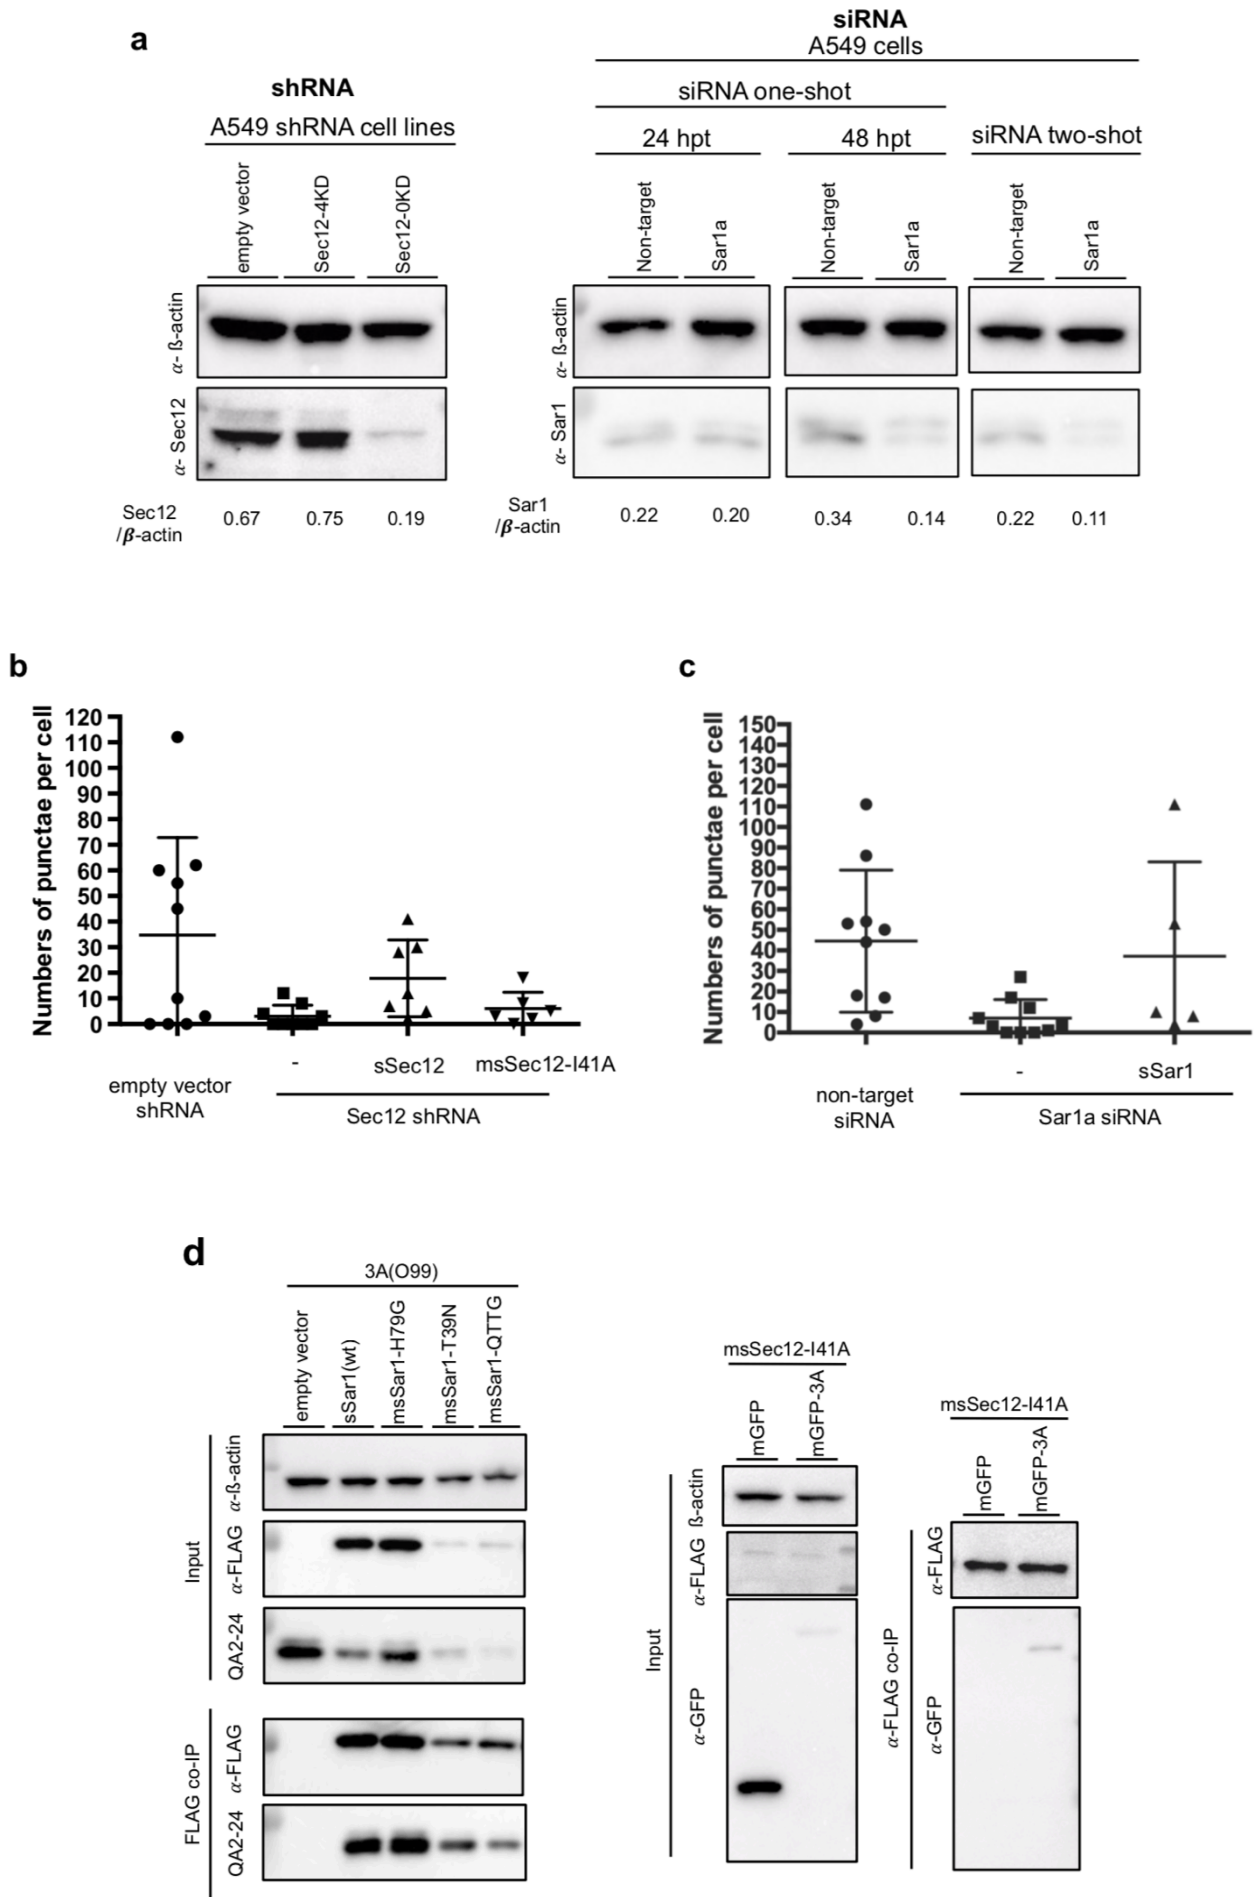 a
shRNA
A549 shRNA cell lines
empty vector
Sec12-4KD
Sec12-0KD
α- ß-actin
α- Sec12
Sec12
/β-actin
0.67 0.75 0.19
siRNA
A549 cells
siRNA one-shot
24 hpt 48 hpt siRNA two-shot
Non-target
Sar1a
Non-target
Sar1a
Non-target
Sar1a
α- ß-actin
α- Sar1
Sar1
/β-actin
0.22 0.20 0.34 0.14 0.22 0.11
b
Numbers of punctae per cell
120
110
100
90
80
70
60
50
40
30
20
10
0
empty vector
shRNA
- sSec12 msSec12-I41A
Sec12 shRNA
c
Numbers of punctae per cell
150
140
130
120
110
100
90
80
70
60
50
40
30
20
10
0
non-target
siRNA
- sSar1
Sar1a siRNA
d
3A(O99)
empty vector
sSar1(wt)
msSar1-H79G
msSar1-T39N
msSar1-QTTG
Input
α-ß-actin
α-FLAG
QA2-24
FLAG co-IP
α-FLAG
QA2-24
msSec12-I41A
mGFP
mGFP-3A
Input
ß-actin
α-FLAG
α-GFP
msSec12-I41A
mGFP
mGFP-3A
α-FLAG co-IP
α-FLAG
α-GFP